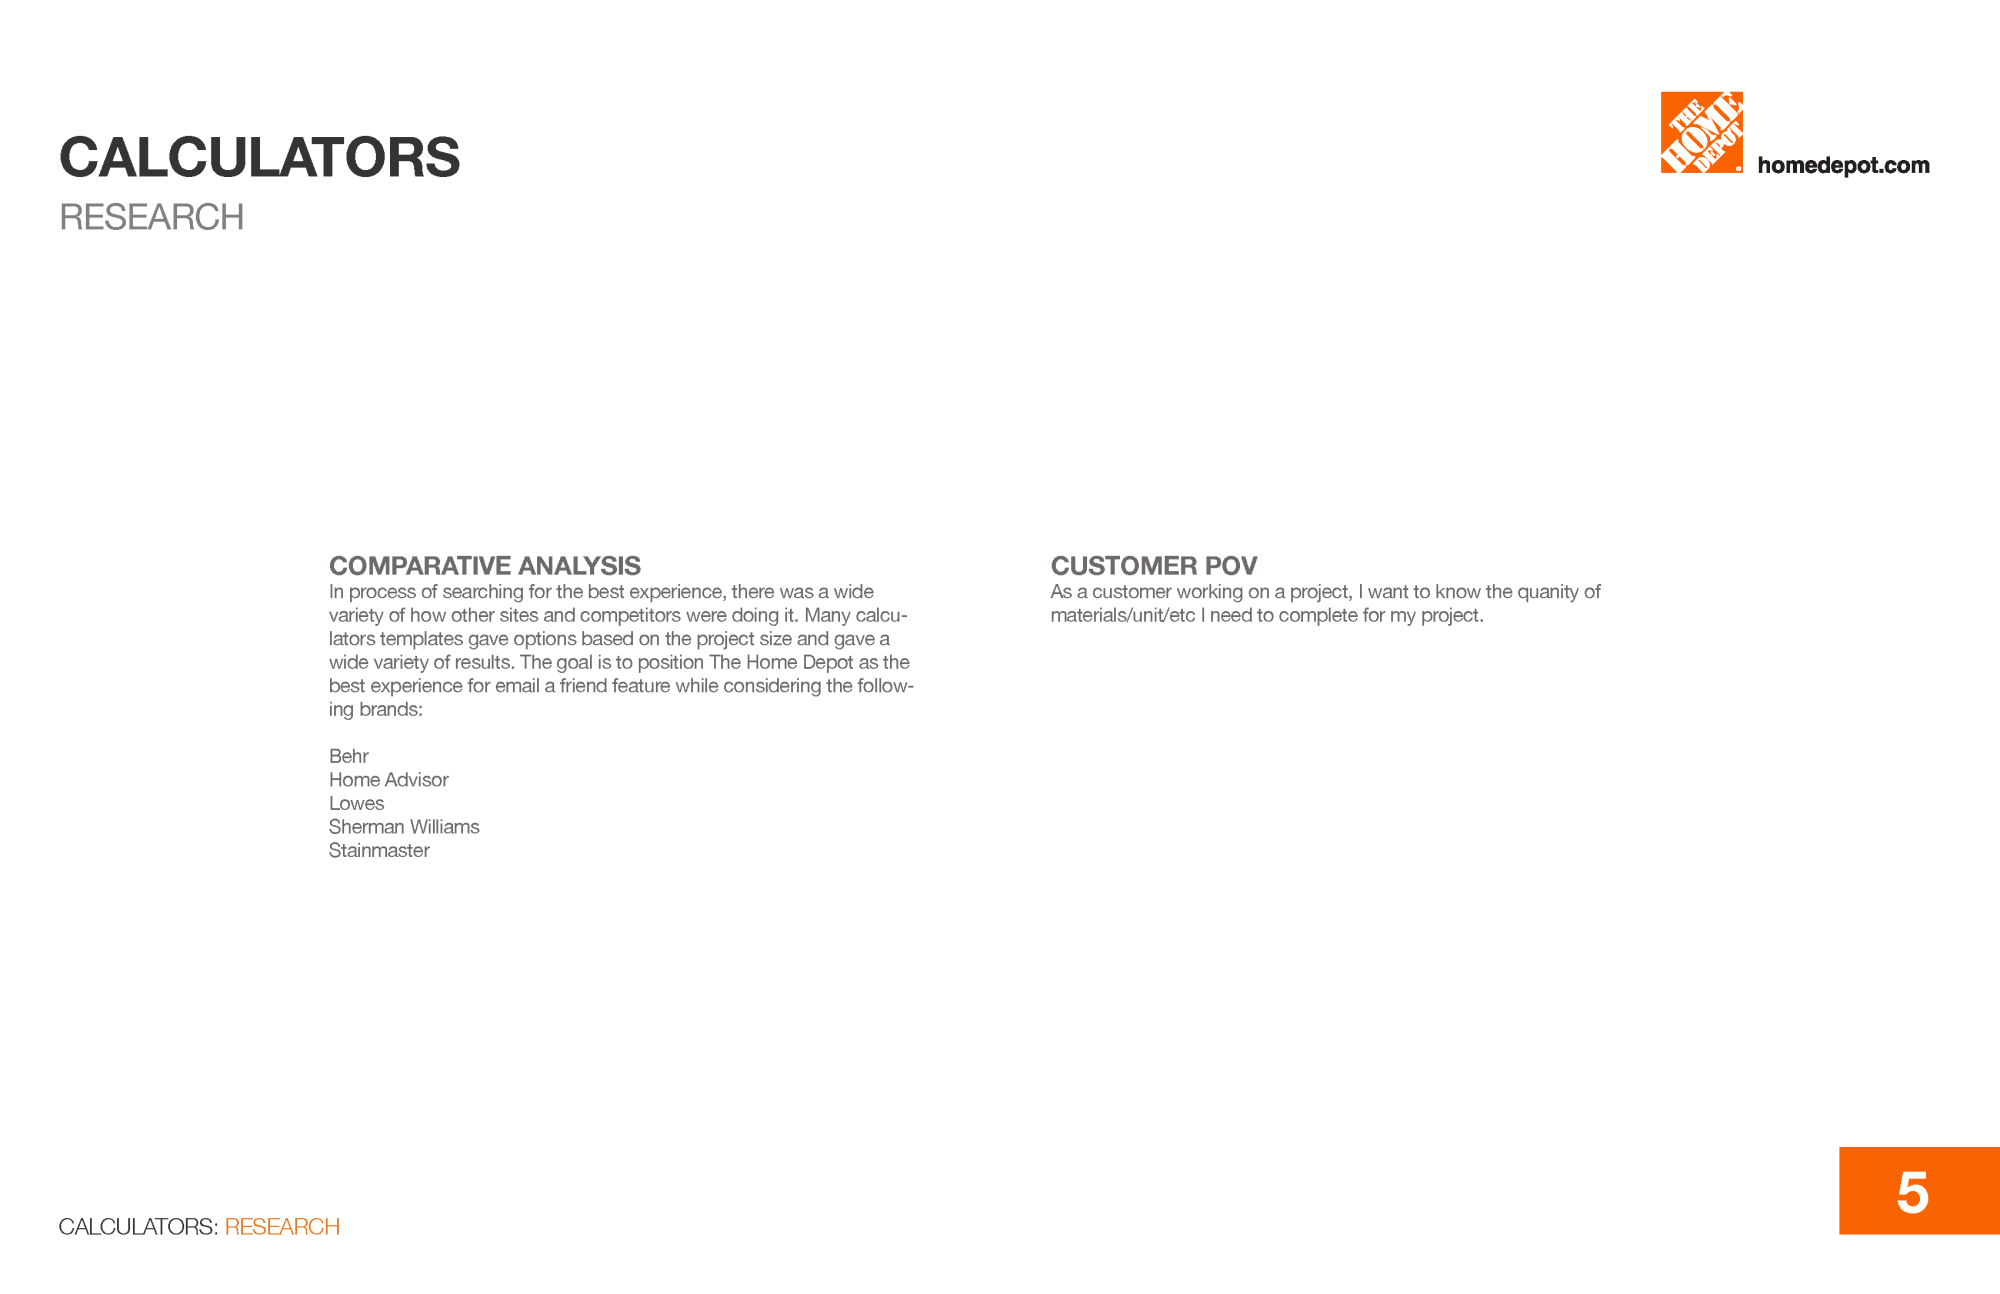 CALCULATORS
RESEARCH
THE
HOME
DEPOT
homedepot.com
COMPARATIVE ANALYSIS
In process of searching for the best experience, there was a wide
variety of how other sites and competitors were doing it. Many calcu-
lators templates gave options based on the project size and gave a
wide variety of results. The goal is to position The Home Depot as the
best experience for email a friend feature while considering the follow-
ing brands:
Behr
Home Advisor
Lowes
Sherman Williams
Stainmaster
CUSTOMER POV
As a customer working on a project, I want to know the quanity of
materials/unit/etc I need to complete for my project.
CALCULATORS: RESEARCH
5